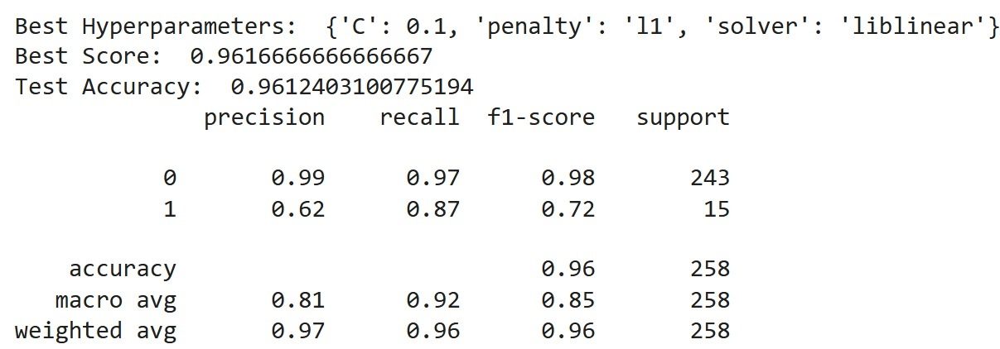 Best Hyperparameters:  {'C': 0.1, 'penalty': 'l1', 'solver': 'liblinear'}
Best Score:  0.9616666666666667
Test Accuracy:  0.9612403100775194
              precision    recall  f1-score   support

           0       0.99      0.97      0.98       243
           1       0.62      0.87      0.72        15

    accuracy                           0.96       258
   macro avg       0.81      0.92      0.85       258
weighted avg       0.97      0.96      0.96       258